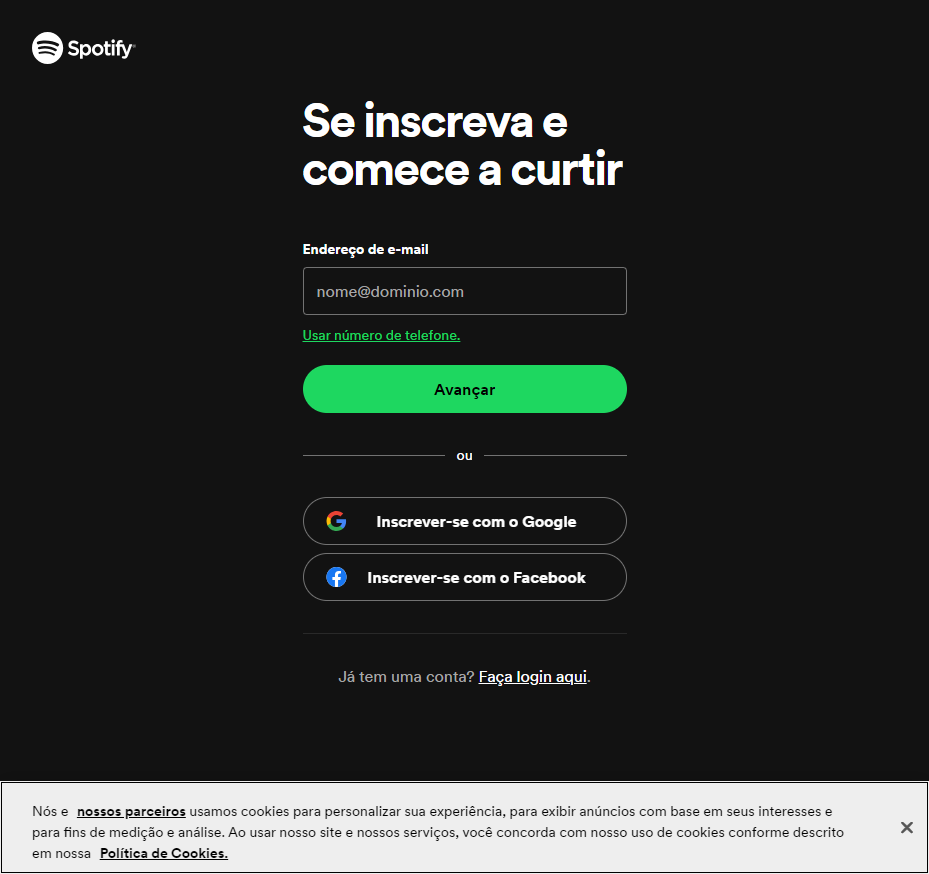 Spotify
Se inscreva e
comece a curtir
Endereço de e-mail
nome@dominio.com
Usar número de telefone.
Avançar
ou
Inscrever-se com o Google
Inscrever-se com o Facebook
Já tem uma conta? Faça login aqui.
Nós e nossos parceiros usamos cookies para personalizar sua experiência, para exibir anúncios com base em seus interesses e
para fins de medição e análise. Ao usar nosso site e nossos serviços, você concorda com nosso uso de cookies conforme descrito
em nossa Política de Cookies.